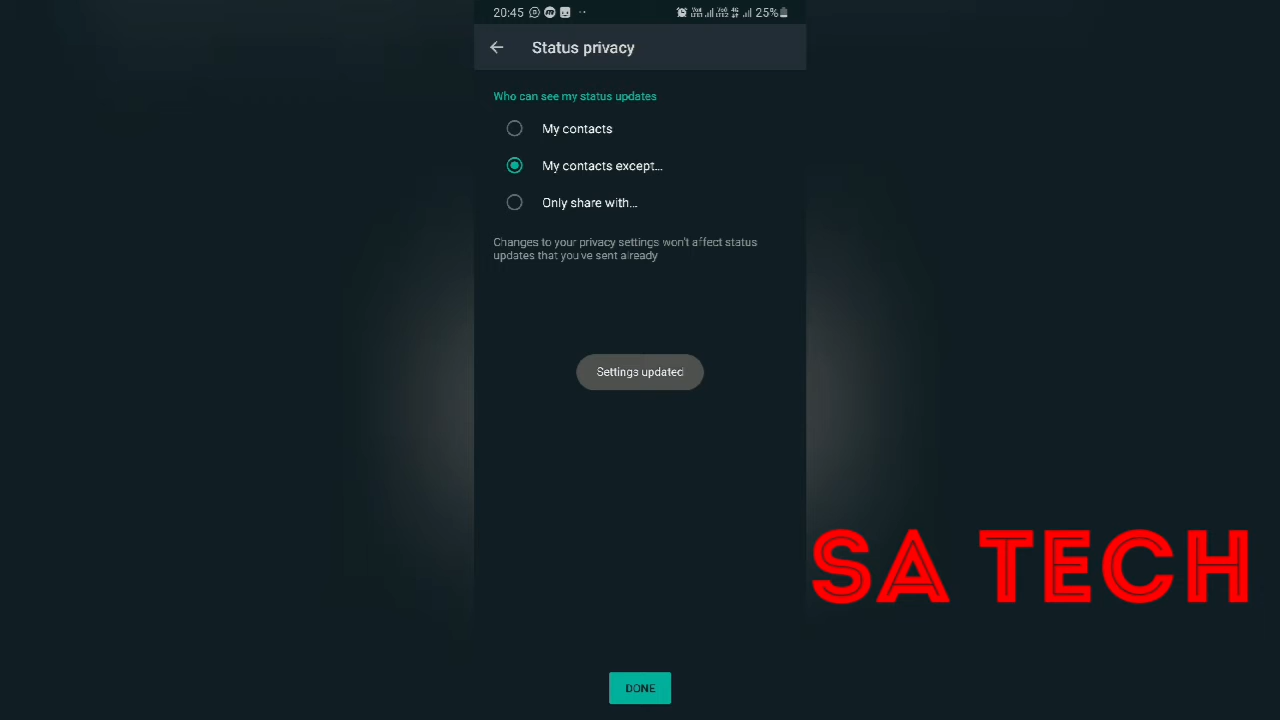 20:45
25%
Status privacy
Who can see my status updates
My contacts
My contacts except...
Only share with...
Changes to your privacy settings won't affect status
updates that you've sent already
Settings updated
SA TECH
DONE